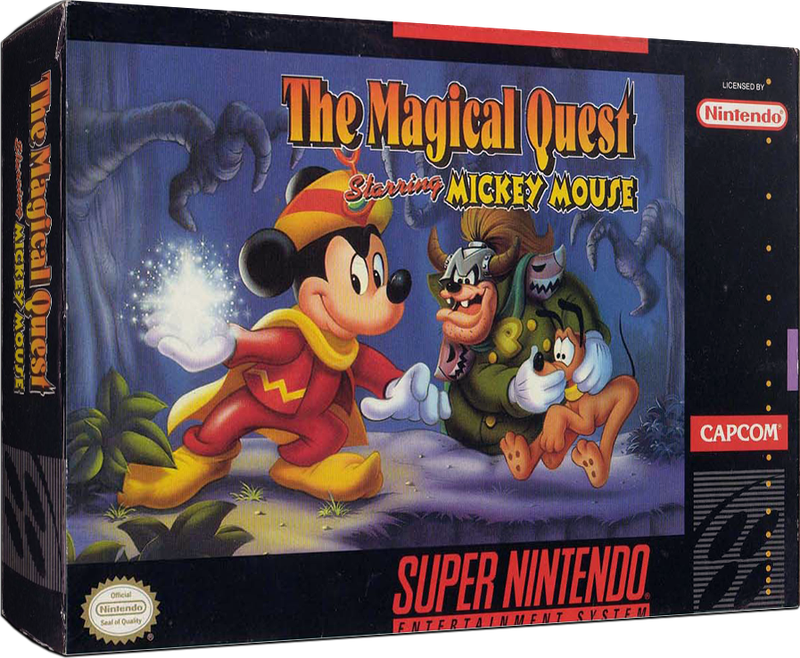 The Magical Quest
Starring MICKEY MOUSE
The Magical Quest
Starring MICKEY MOUSE
LICENSED BY
Nintendo®
CAPCOM®
SUPER NINTENDO®
ENTERTAINMENT SYSTEM
Official
Nintendo
Seal of Quality